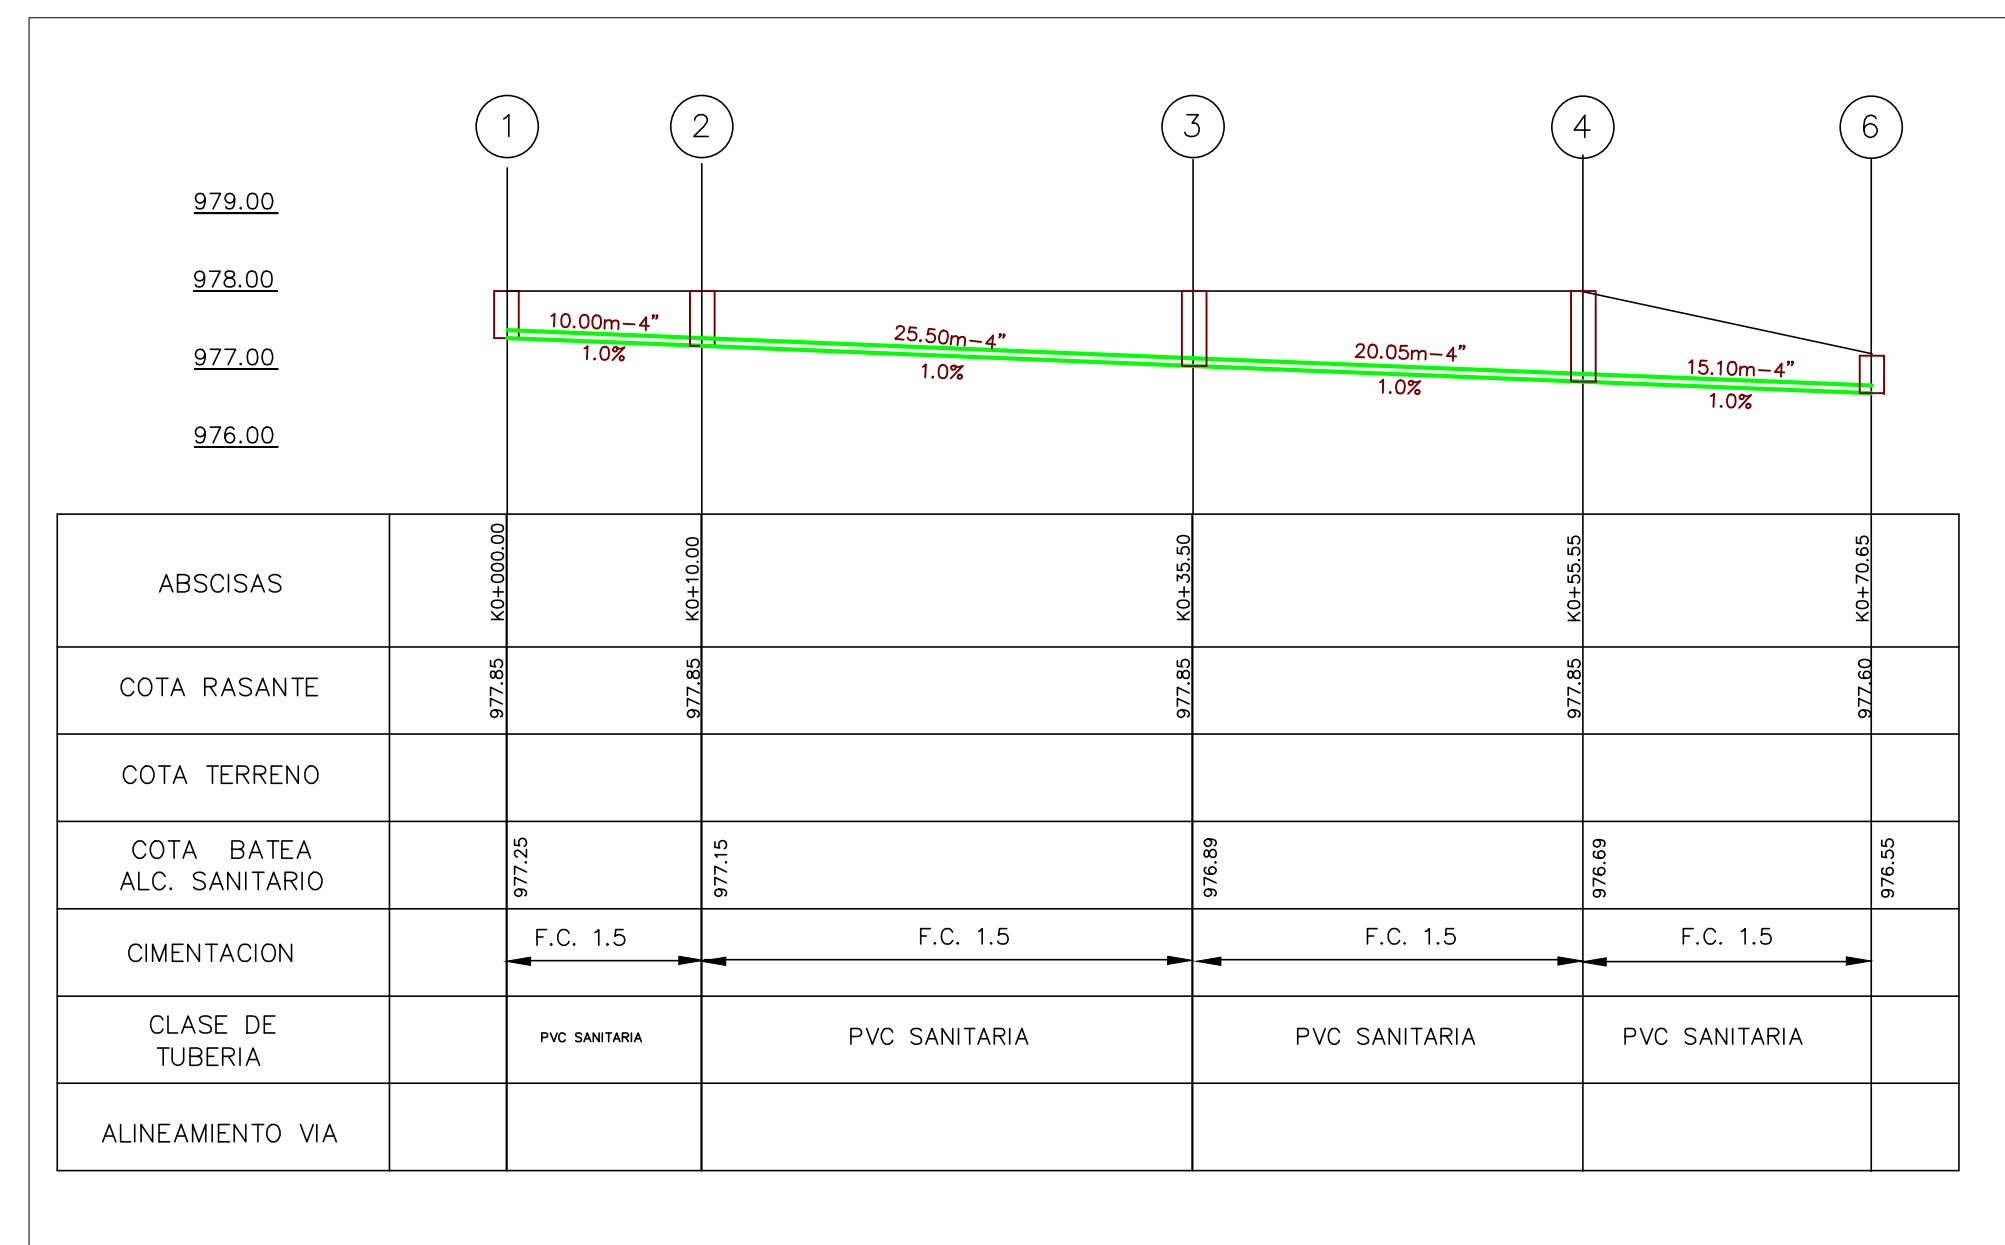 1
2
3
4
6
979.00
978.00
977.00
976.00
10.00m-4"
1.0%
25.50m-4"
1.0%
20.05m-4"
1.0%
15.10m-4"
1.0%
ABSCISAS
K0+000.00
K0+10.00
K0+35.50
K0+55.55
K0+70.65
COTA RASANTE
977.85
977.85
977.85
977.85
977.60
COTA TERRENO
COTA BATEA
ALC. SANITARIO
977.25
977.15
976.89
976.69
976.55
CIMENTACION
F.C. 1.5
F.C. 1.5
F.C. 1.5
F.C. 1.5
CLASE DE
TUBERIA
PVC SANITARIA
PVC SANITARIA
PVC SANITARIA
PVC SANITARIA
ALINEAMIENTO VIA